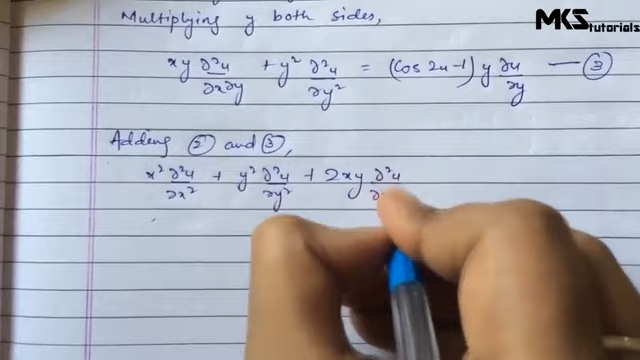 Multiplying y both sides,
MKS
tutorials
xy ∂²u/∂x∂y + y² ∂²u/∂y² = (cos 2u-1) y ∂u/∂y — ③
Adding ② and ③,
x² ∂²u/∂x² + y² ∂²u/∂y² + 2xy ∂²u